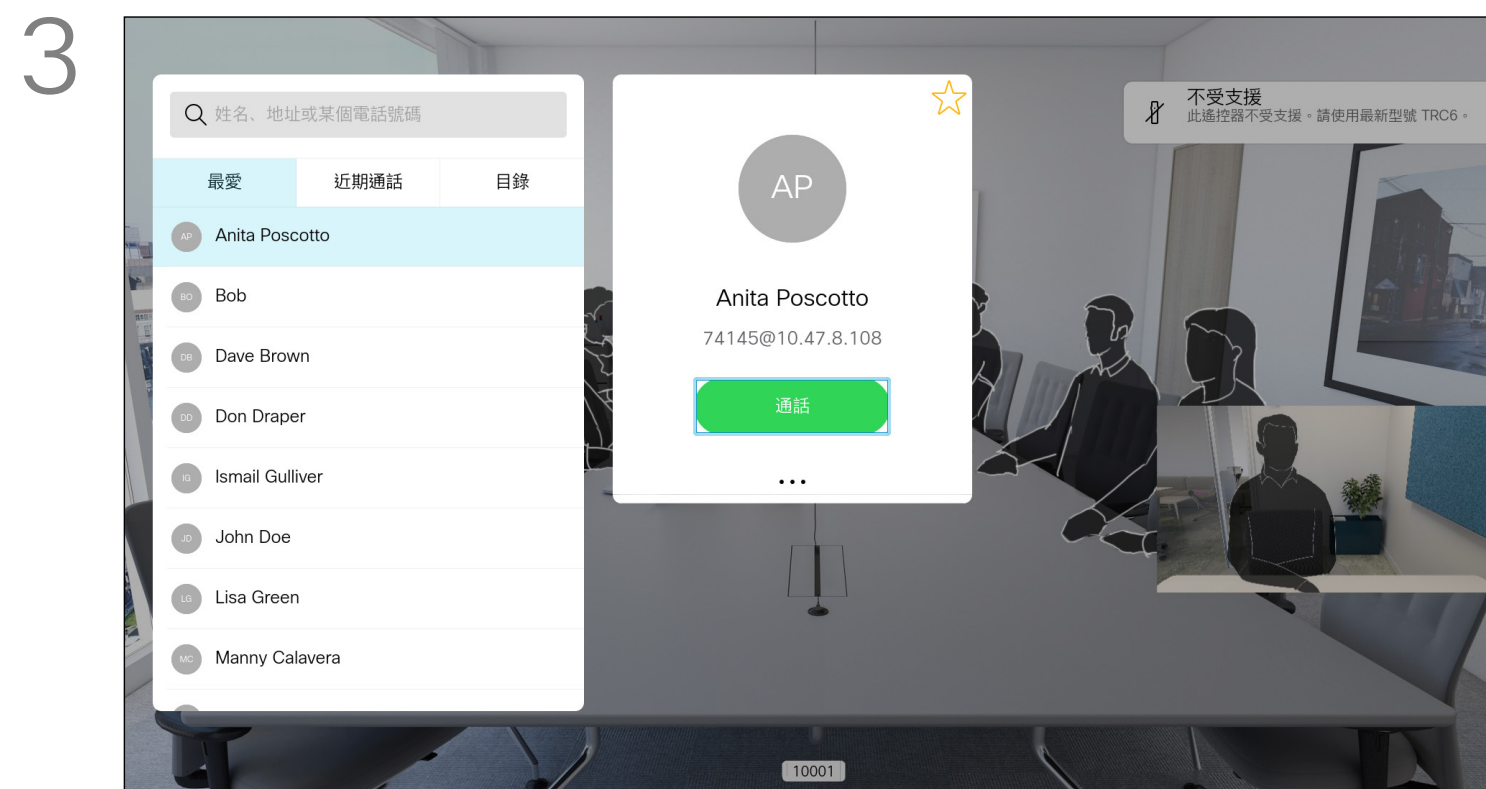 3
姓名、地址或某個電話號碼
最愛 近期通話 目錄
AP Anita Poscotto
BO Bob
DB Dave Brown
DD Don Draper
IG Ismail Gulliver
JD John Doe
LG Lisa Green
MC Manny Calavera
AP
Anita Poscotto
74145@10.47.8.108
通話
...
不受支援
此遙控器不受支援。請使用最新型號 TRC6。
10001